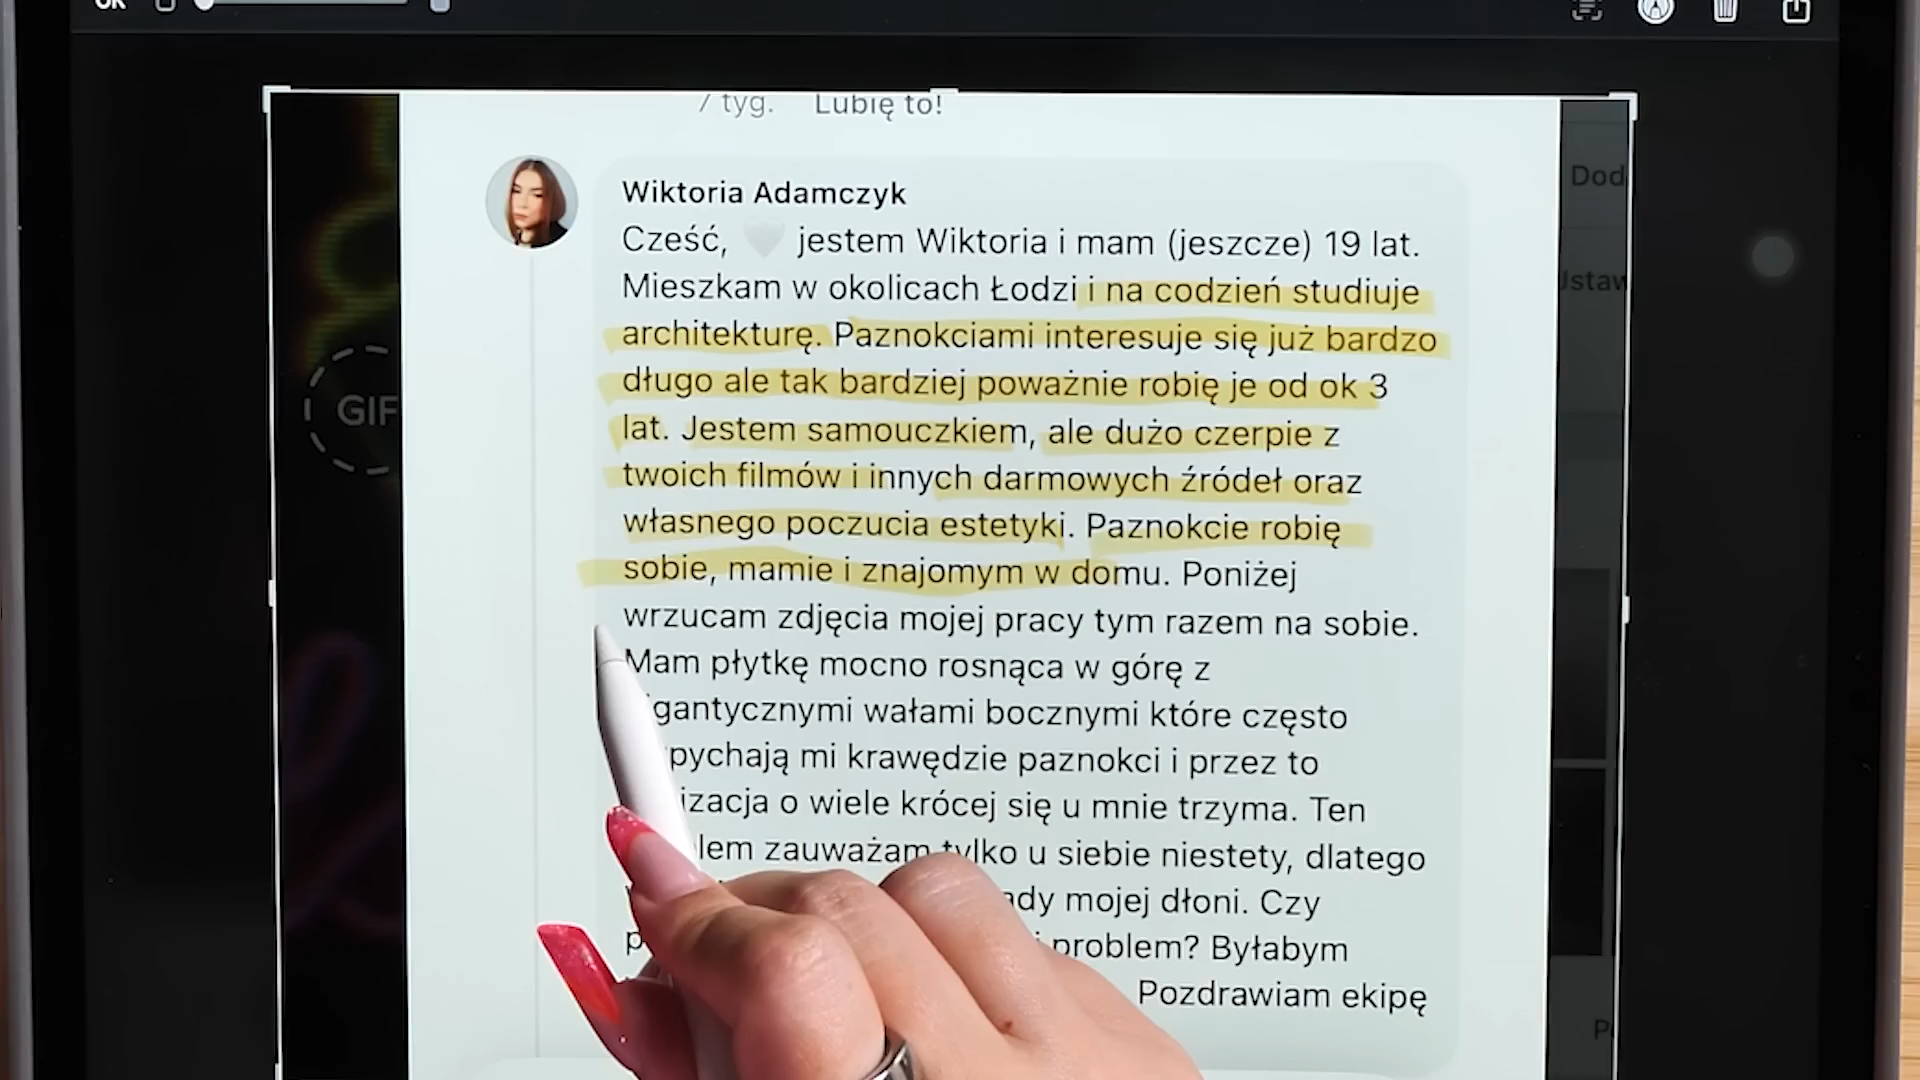 OK
7 tyg. Lubię to!
Wiktoria Adamczyk
Cześć, jestem Wiktoria i mam (jeszcze) 19 lat.
Mieszkam w okolicach Łodzi i na codzień studiuje
architekturę. Paznokciami interesuje się już bardzo
długo ale tak bardziej poważnie robię je od ok 3
lat. Jestem samouczkiem, ale dużo czerpie z
twoich filmów i innych darmowych źródeł oraz
własnego poczucia estetyki. Paznokcie robię
sobie, mamie i znajomym w domu. Poniżej
wrzucam zdjęcia mojej pracy tym razem na sobie.
Mam płytkę mocno rosnąca w górę z
gantycznymi wałami bocznymi które często
pychają mi krawędzie paznokci i przez to
izacja o wiele krócej się u mnie trzyma. Ten
lem zauważam tylko u siebie niestety, dlatego
ady mojej dłoni. Czy
problem? Byłabym
Pozdrawiam ekipę
GIF
Dod
Ustaw